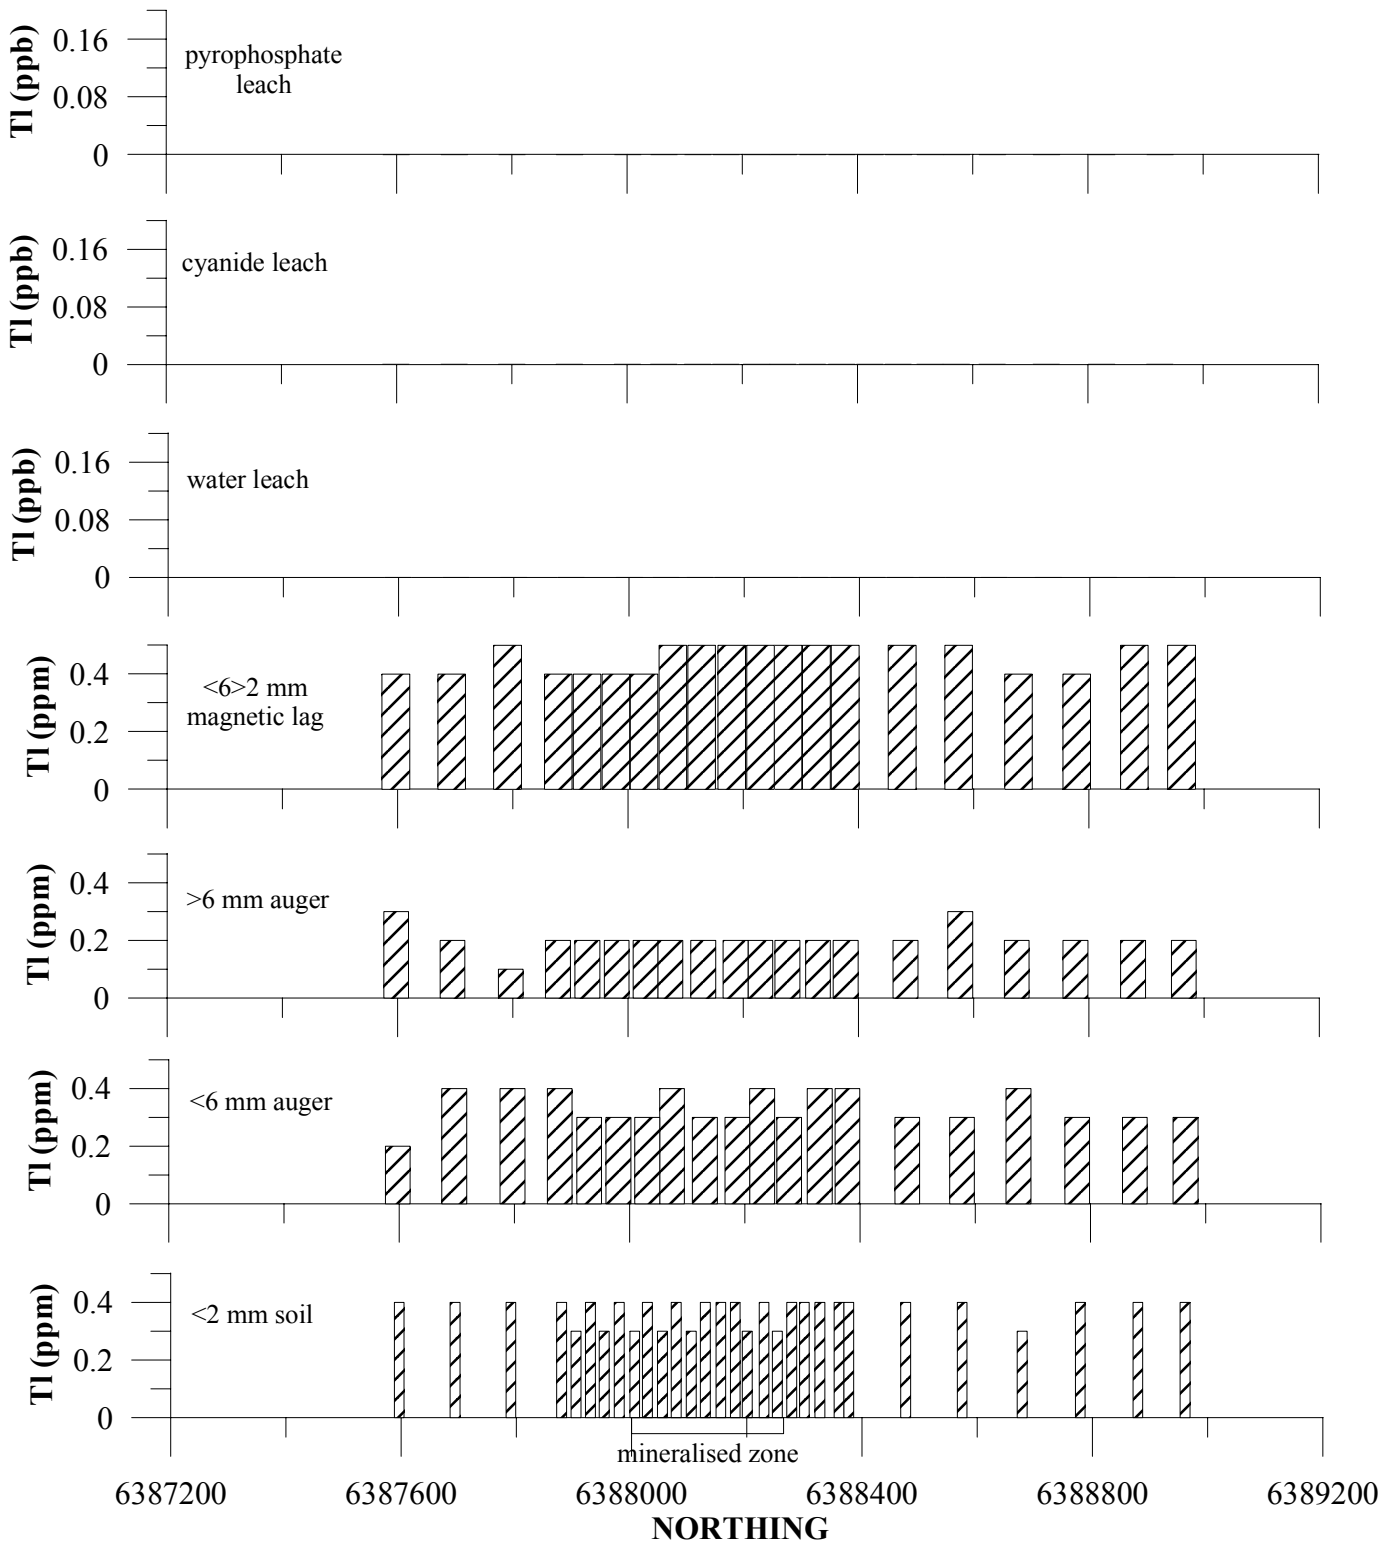 0.16
pyrophosphate
leach
Tl (ppb)
0.08
0
0.16
cyanide leach
Tl (ppb)
0.08
0
0.16
water leach
Tl (ppb)
0.08
0
0.4
<6>2 mm
magnetic lag
Tl (ppm)
0.2
0
0.4
>6 mm auger
Tl (ppm)
0.2
0
0.4
<6 mm auger
Tl (ppm)
0.2
0
0.4
<2 mm soil
Tl (ppm)
0.2
0
mineralised zone
6387200 6387600 6388000 6388400 6388800 6389200
NORTHING